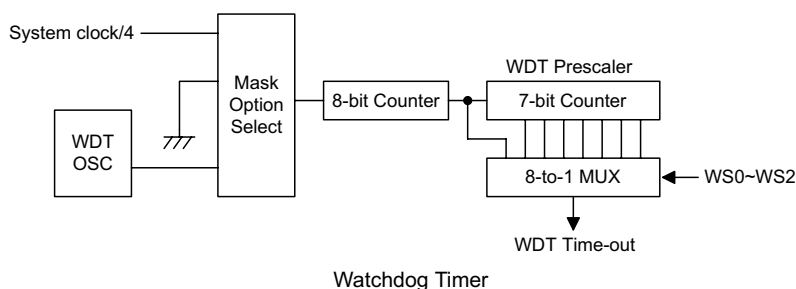 System clock/4
WDT
OSC
Mask
Option
Select
8-bit Counter
WDT Prescaler
7-bit Counter
8-to-1 MUX
WS0~WS2
WDT Time-out
Watchdog Timer